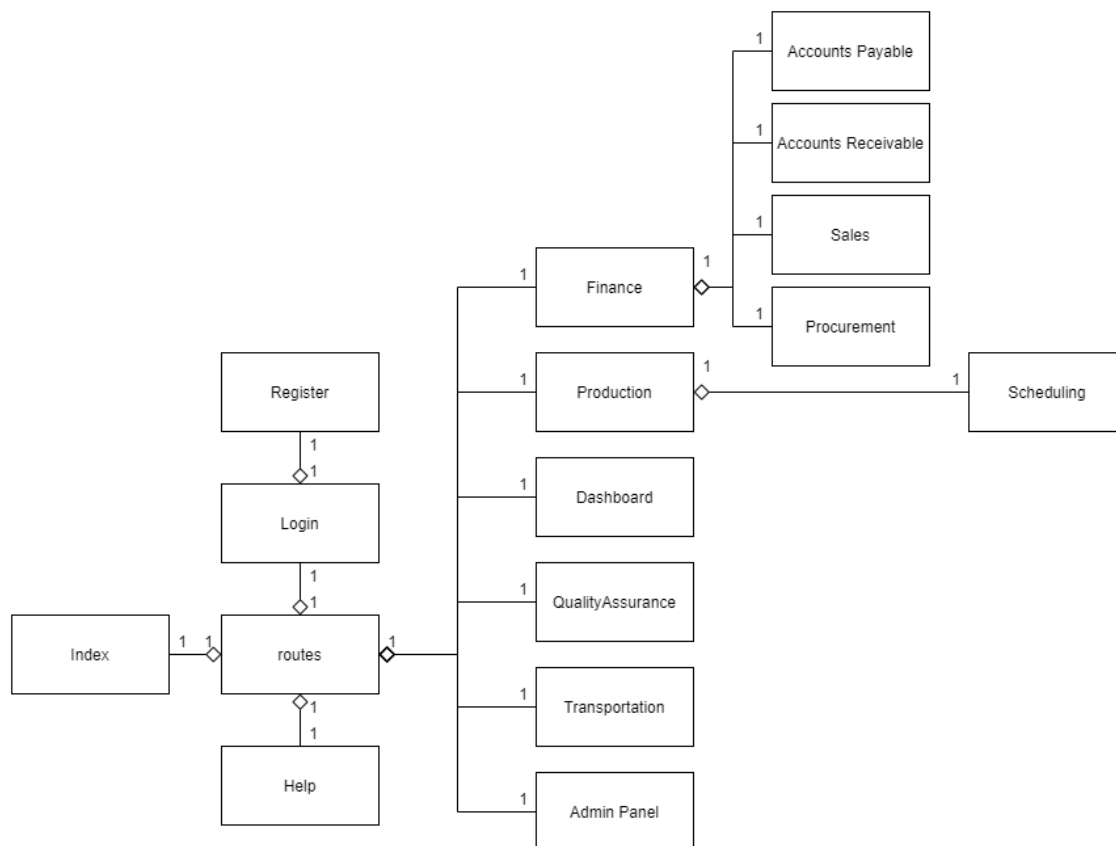 1
Accounts Payable
1
Accounts Receivable
1
Sales
1
Finance
1
1
Procurement
Register
1
Production
1
1
Scheduling
1
1
1
Dashboard
Login
1
QualityAssurance
1
1
Index
1
1
routes
1
1
Transportation
1
1
Help
1
Admin Panel